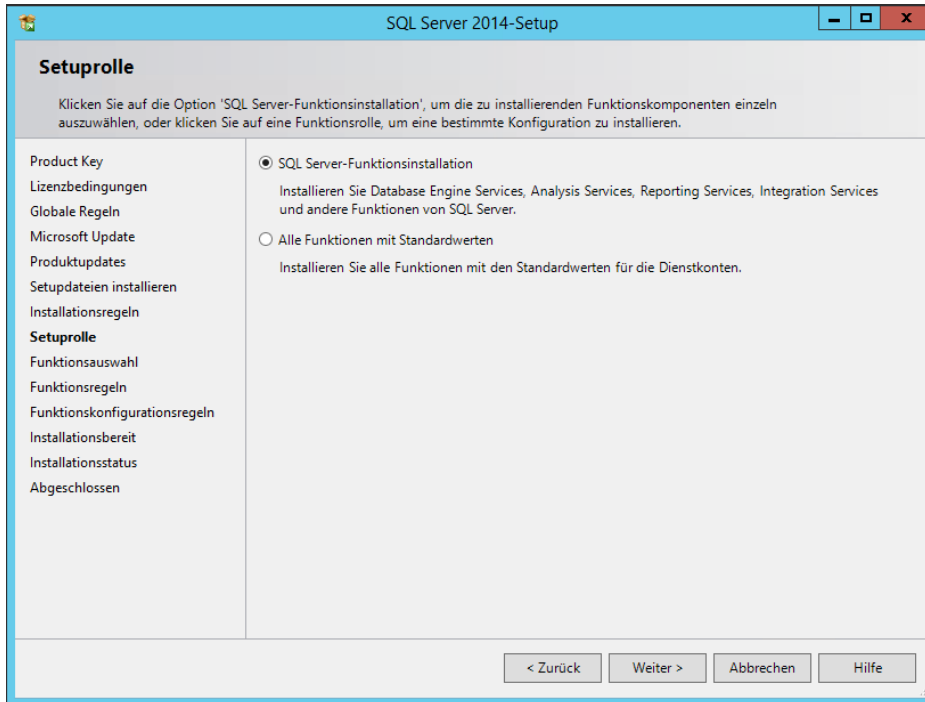 SQL Server 2014-Setup
Setuprolle
Klicken Sie auf die Option 'SQL Server-Funktionsinstallation', um die zu installierenden Funktionskomponenten einzeln
auszuwählen, oder klicken Sie auf eine Funktionsrolle, um eine bestimmte Konfiguration zu installieren.
Product Key
Lizenzbedingungen
Globale Regeln
Microsoft Update
Produktupdates
Setupdateien installieren
Installationsregeln
Setuprolle
Funktionsauswahl
Funktionsregeln
Funktionskonfigurationsregeln
Installationsbereit
Installationsstatus
Abgeschlossen
SQL Server-Funktionsinstallation
Installieren Sie Database Engine Services, Analysis Services, Reporting Services, Integration Services
und andere Funktionen von SQL Server.
Alle Funktionen mit Standardwerten
Installieren Sie alle Funktionen mit den Standardwerten für die Dienstkonten.
< Zurück
Weiter >
Abbrechen
Hilfe